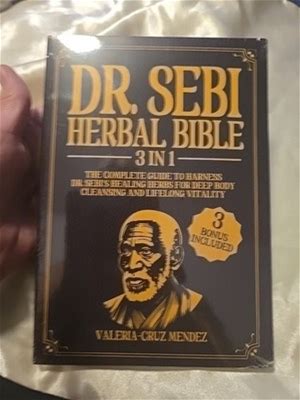 DR. SEBI
HERBAL BIBLE
3 IN 1
THE COMPLETE GUIDE TO HARNESS
DR. SEBI'S HEALING HERBS FOR DEEP BODY
CLEANSING AND LIFELONG VITALITY
3
BONUS
INCLUDED
VALERIA-CRUZ MENDEZ